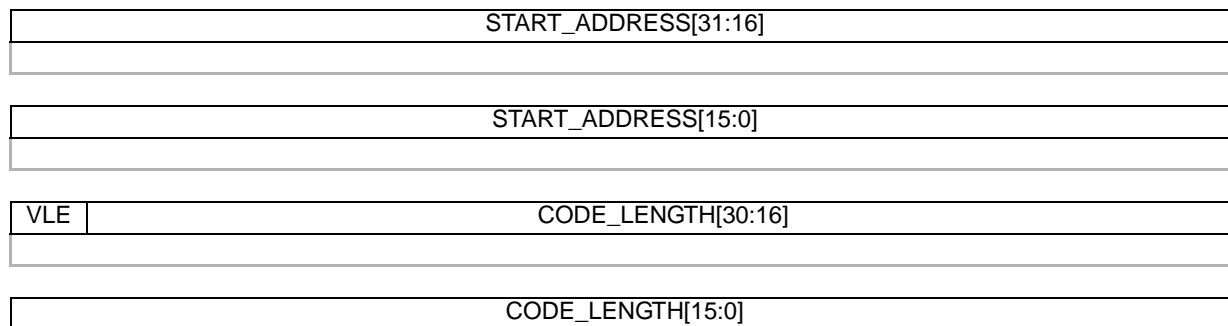 START_ADDRESS[31:16]
START_ADDRESS[15:0]
VLE CODE_LENGTH[30:16]
CODE_LENGTH[15:0]